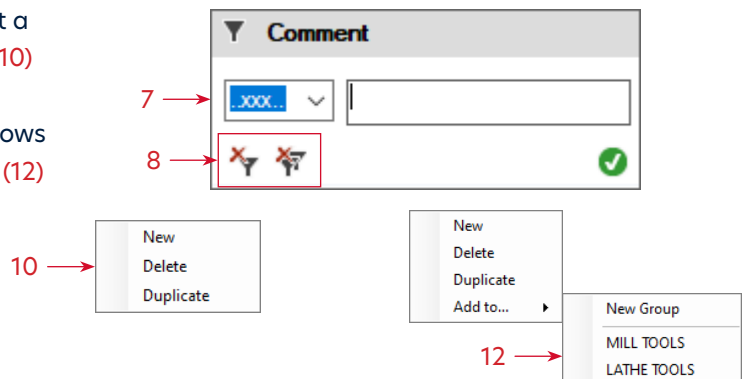 t a
10)
ows
(12)
Comment
7
..xxx..
8
10
New
Delete
Duplicate
New
Delete
Duplicate
Add to...
12
New Group
MILL TOOLS
LATHE TOOLS